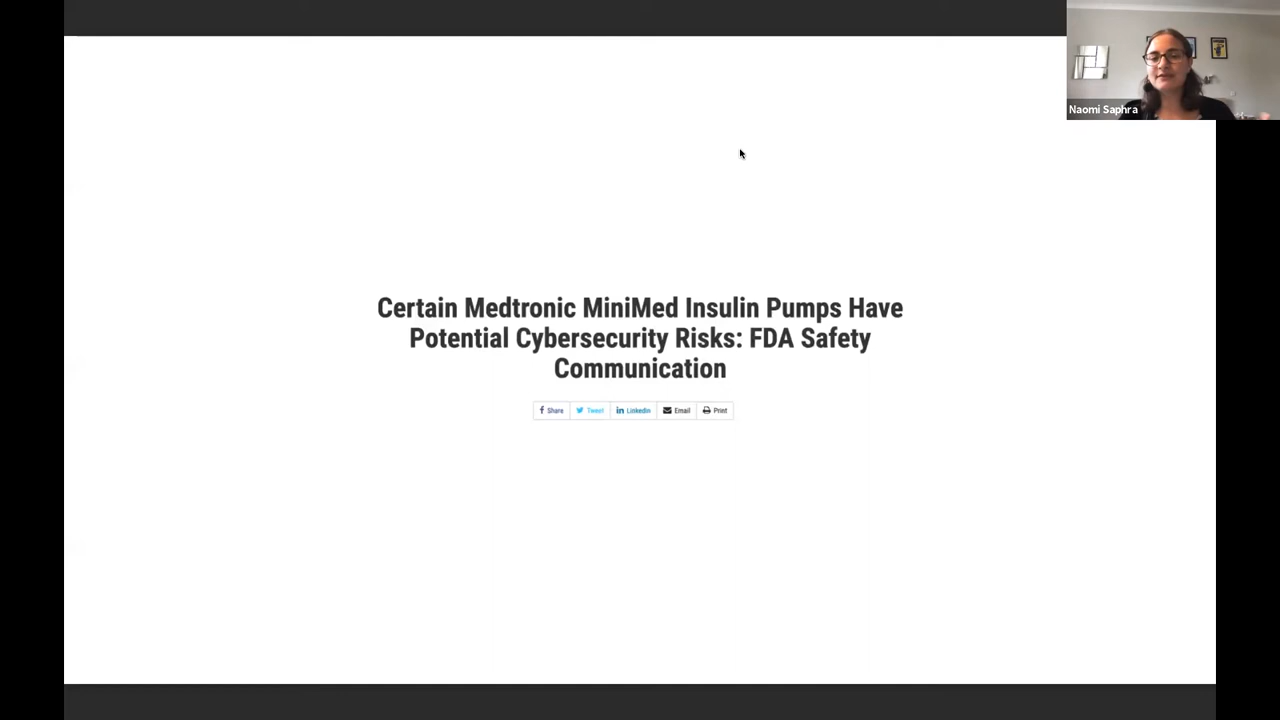 Naomi Saphra
Certain Medtronic MiniMed Insulin Pumps Have
Potential Cybersecurity Risks: FDA Safety
Communication
Share Tweet Linkedin Email Print